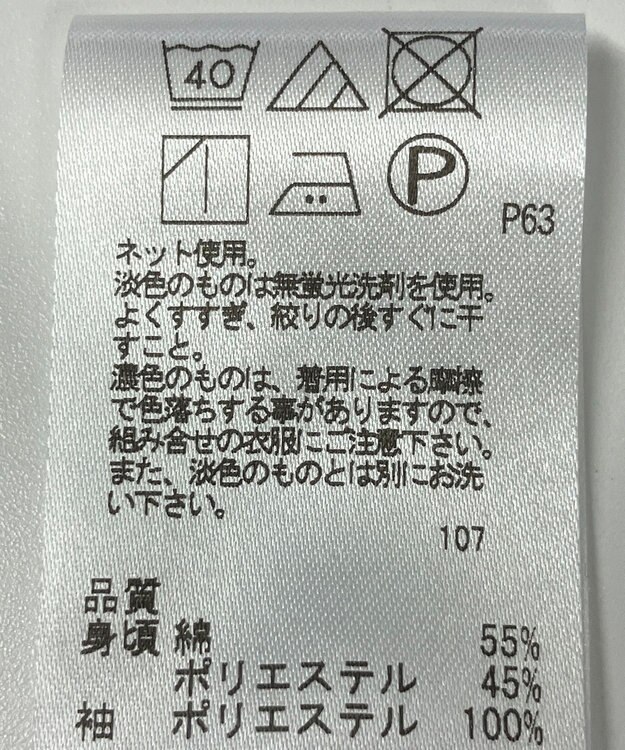 40
P
P63
ネット使用。
淡色のものは無蛍光洗剤を使用。
よくすすぎ、絞りの後すぐに干
すこと。
濃色のものは、着用による摩擦
で色落ちする事がありますので、
組み合せの衣服にご注意下さい。
また、淡色のものとは別にお洗
い下さい。
107
品質
身頃 綿 55%
ポリエステル 45%
袖 ポリエステル 100%